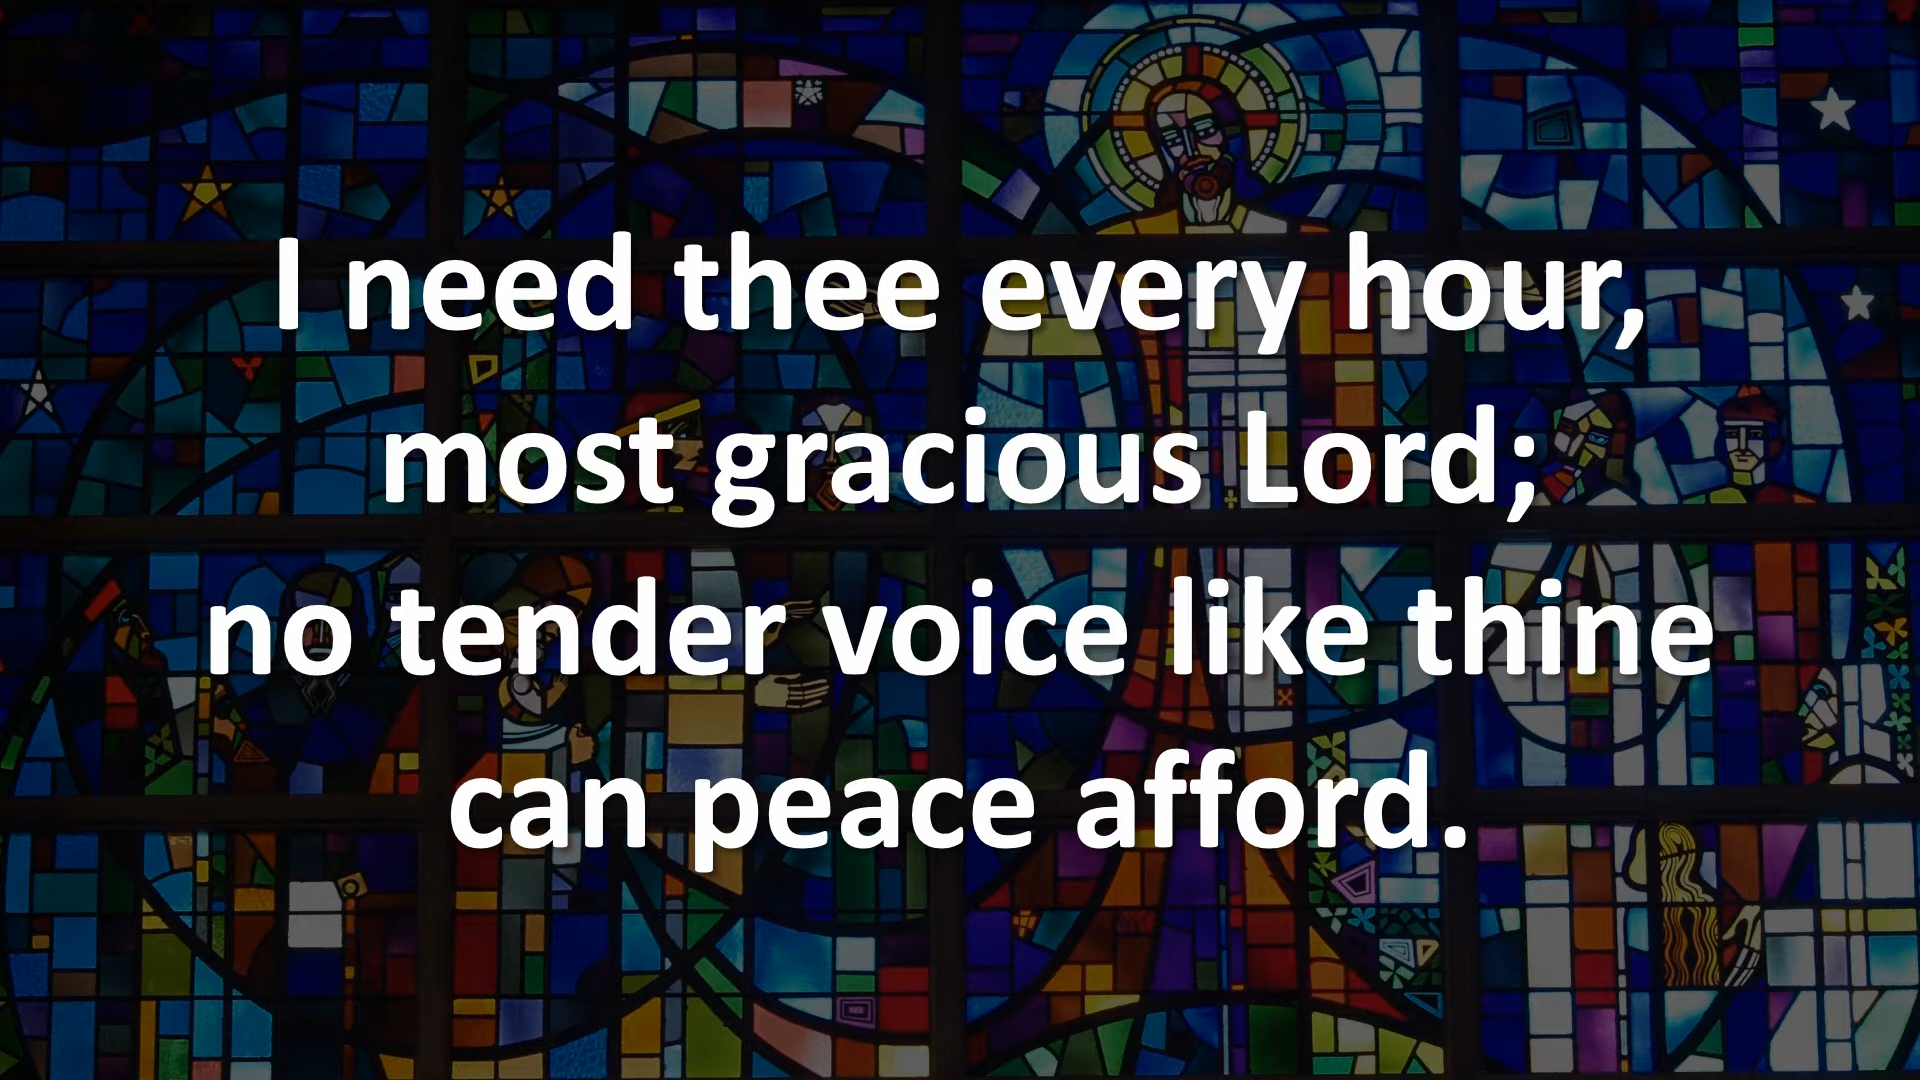 I need thee every hour,
most gracious Lord;
no tender voice like thine
can peace afford.